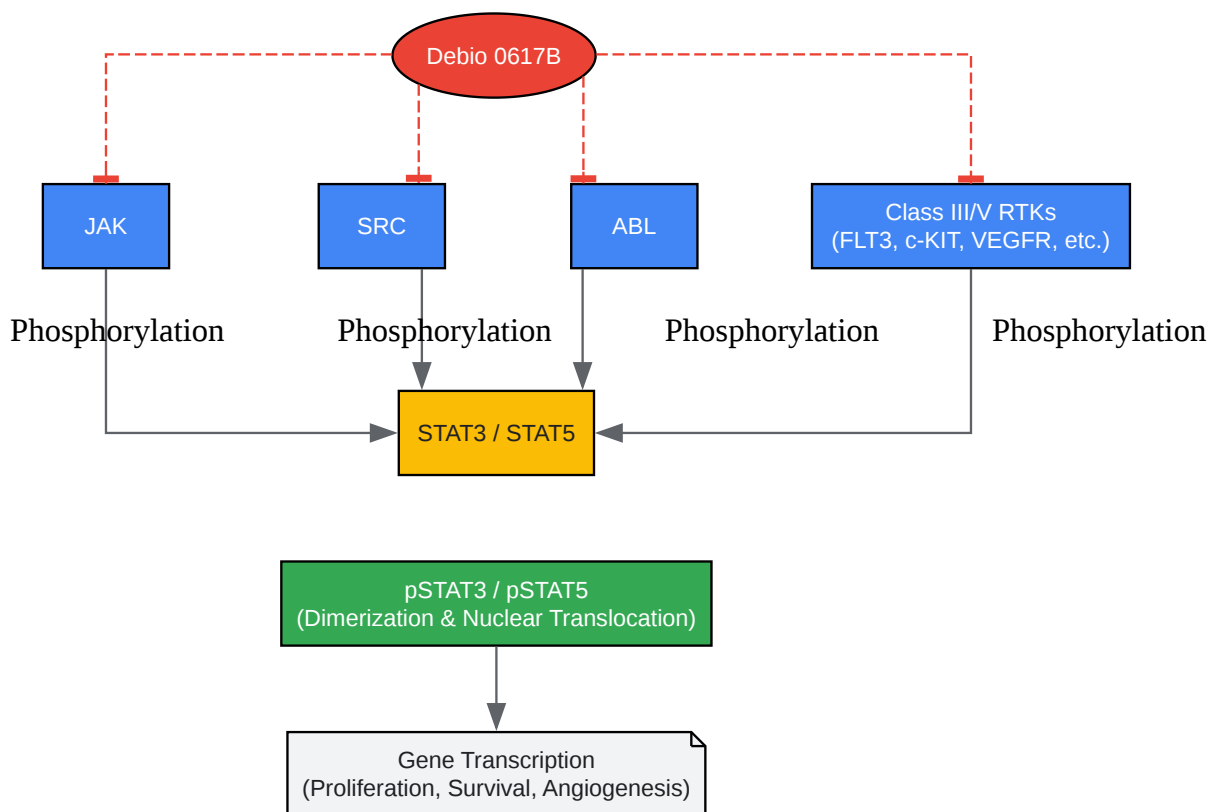 Debio 0617B
JAK
SRC
ABL
Class III/V RTKs
(FLT3, c-KIT, VEGFR, etc.)
Phosphorylation
Phosphorylation
Phosphorylation
Phosphorylation
STAT3 / STAT5
pSTAT3 / pSTAT5
(Dimerization & Nuclear Translocation)
Gene Transcription
(Proliferation, Survival, Angiogenesis)